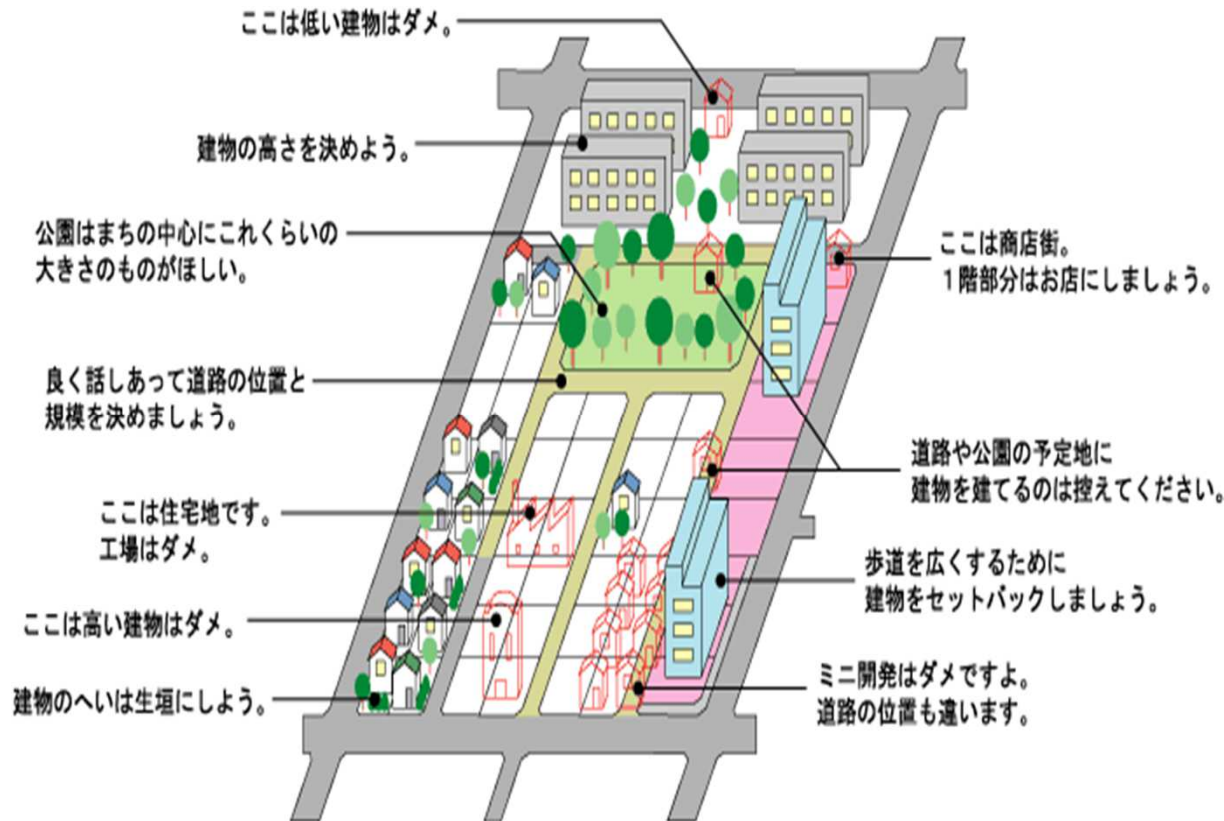 ここは低い建物はダメ。
建物の高さを決めよう。
公園はまちの中心にこれくらいの
大きさのものがほしい。
ここは商店街。
１階部分はお店にしましょう。
良く話しあって道路の位置と
規模を決めましょう。
道路や公園の予定地に
建物を建てるのは控えてください。
ここは住宅地です。
工場はダメ。
歩道を広くするために
建物をセットバックしましょう。
ここは高い建物はダメ。
ミニ開発はダメですよ。
道路の位置も違います。
建物のへいは生垣にしよう。